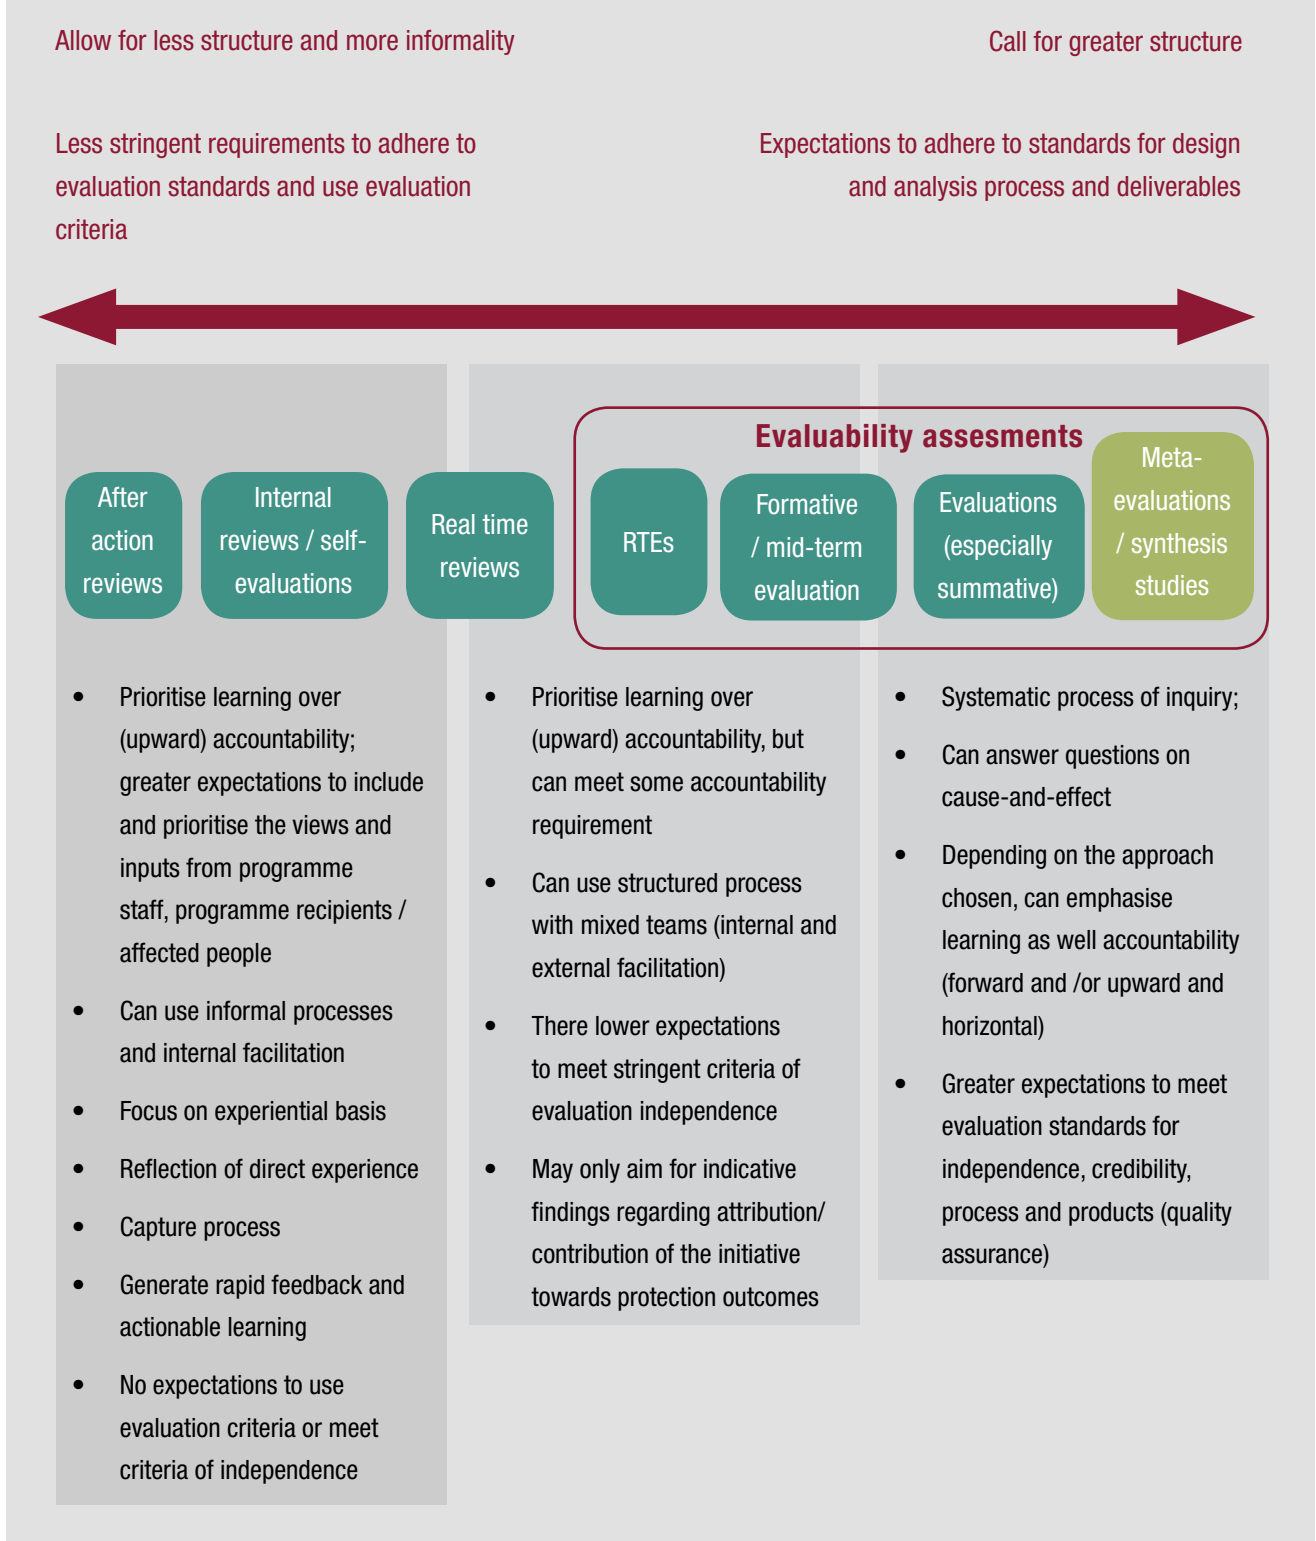 Allow for less structure and more informality
Call for greater structure
Less stringent requirements to adhere to
evaluation standards and use evaluation
criteria
Expectations to adhere to standards for design
and analysis process and deliverables
Evaluability assesments
After
action
reviews
Internal
reviews / self-
evaluations
Real time
reviews
RTEs
Formative
/ mid-term
evaluation
Evaluations
(especially
summative)
Meta-
evaluations
/ synthesis
studies
• Prioritise learning over
(upward) accountability;
greater expectations to include
and prioritise the views and
inputs from programme
staff, programme recipients /
affected people
• Can use informal processes
and internal facilitation
• Focus on experiential basis
• Reflection of direct experience
• Capture process
• Generate rapid feedback and
actionable learning
• No expectations to use
evaluation criteria or meet
criteria of independence
• Prioritise learning over
(upward) accountability, but
can meet some accountability
requirement
• Can use structured process
with mixed teams (internal and
external facilitation)
• There lower expectations
to meet stringent criteria of
evaluation independence
• May only aim for indicative
findings regarding attribution/
contribution of the initiative
towards protection outcomes
• Systematic process of inquiry;
• Can answer questions on
cause-and-effect
• Depending on the approach
chosen, can emphasise
learning as well accountability
(forward and /or upward and
horizontal)
• Greater expectations to meet
evaluation standards for
independence, credibility,
process and products (quality
assurance)